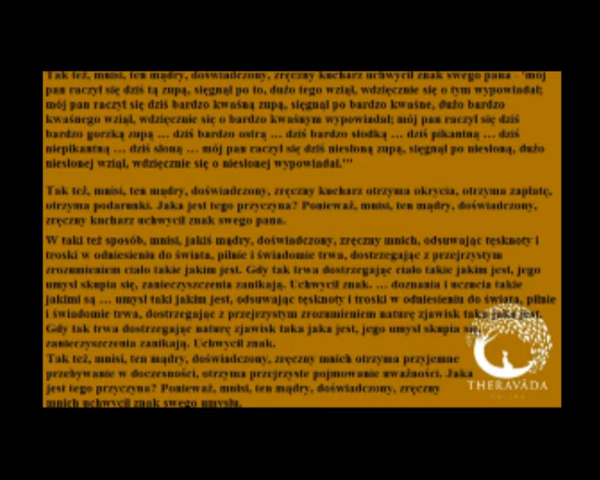 Tak też, mnisi, ten mądry, doświadczony, zręczny kucharz uchwycił znak swego pana - 'mój
pan raczył się dziś tą zupą, sięgnął po to, dużo tego wziął, wdzięcznie się o tym wypowiadał;
mój pan raczył się dziś bardzo kwaśną zupą, sięgnął po bardzo kwaśne, dużo bardzo
kwaśnego wziął, wdzięcznie się o bardzo kwaśnym wypowiadał; mój pan raczył się dziś
bardzo gorzką zupą ... dziś bardzo ostrą ... dziś bardzo słodką ... dziś pikantną ... dziś
niepikantną ... dziś słoną ... mój pan raczył się dziś niesłoną zupą, sięgnął po niesłoną, dużo
niesłonej wziął, wdzięcznie się o niesłonej wypowiadał.'"
Tak też, mnisi, ten mądry, doświadczony, zręczny kucharz otrzyma okrycia, otrzyma zapłatę,
otrzyma podarunki. Jaka jest tego przyczyna? Ponieważ, mnisi, ten mądry, doświadczony,
zręczny kucharz uchwycił znak swego pana.
W taki też sposób, mnisi, jakiś mądry, doświadczony, zręczny mnich, odsuwając tęsknoty i
troski w odniesieniu do świata, pilnie i świadomie trwa, dostrzegając z przejrzystym
zrozumieniem ciało takie jakim jest. Gdy tak trwa dostrzegając ciało takie jakim jest, jego
umysł skupia się, zanieczyszczenia zanikają. Uchwycił znak. ... doznania i uczucia takie
jakimi są ... umysł taki jakim jest, odsuwając tęsknoty i troski w odniesieniu do świata, pilnie
i świadomie trwa, dostrzegając z przejrzystym zrozumieniem naturę zjawisk taka jaka jest.
Gdy tak trwa dostrzegając naturę zjawisk taka jaka jest, jego umysł skupia się,
zanieczyszczenia zanikają. Uchwycił znak.
Tak też, mnisi, ten mądry, doświadczony, zręczny mnich otrzyma przyjemne
przebywanie w doczesności, otrzyma przejrzyste pojmowanie uważności. Jaka
jest tego przyczyna? Ponieważ, mnisi, ten mądry, doświadczony, zręczny
mnich uchwycił znak swego umysłu.
THERAVĀDA